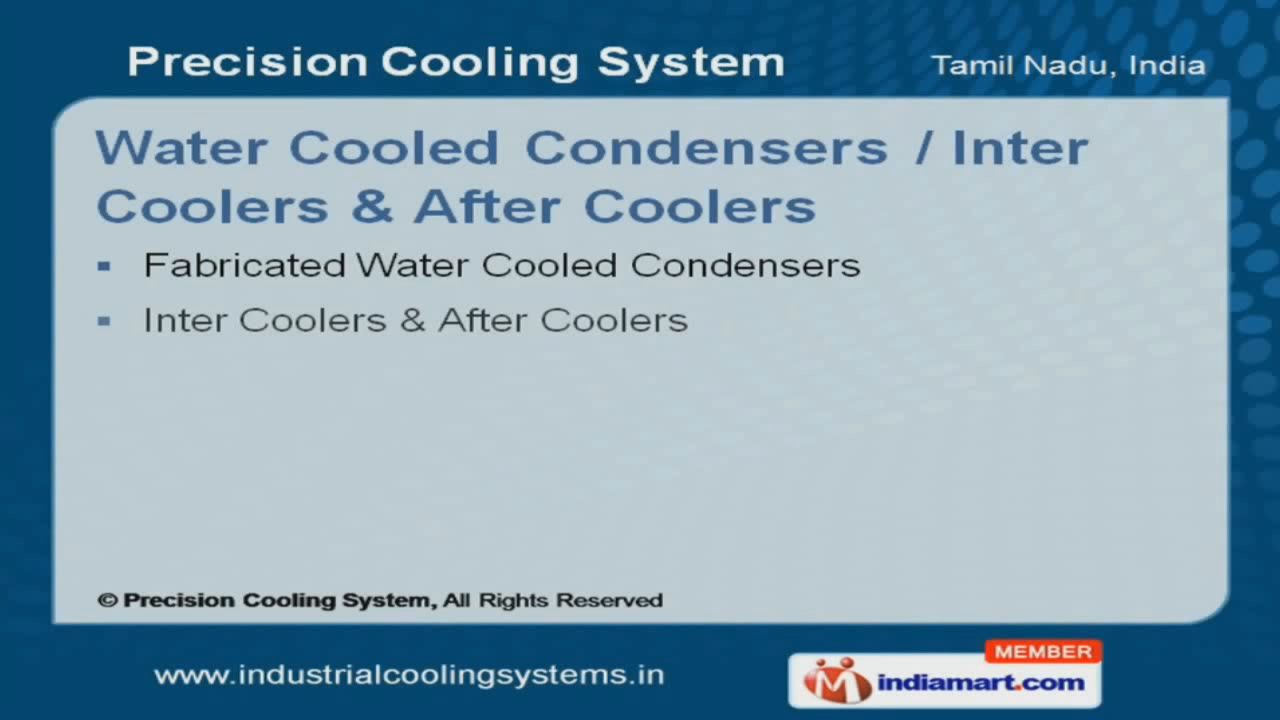 Precision Cooling System
Tamil Nadu, India
Water Cooled Condensers / Inter
Coolers & After Coolers
▪ Fabricated Water Cooled Condensers
▪ Inter Coolers & After Coolers
© Precision Cooling System, All Rights Reserved
www.industrialcoolingsystems.in
MEMBER
indiamart.com